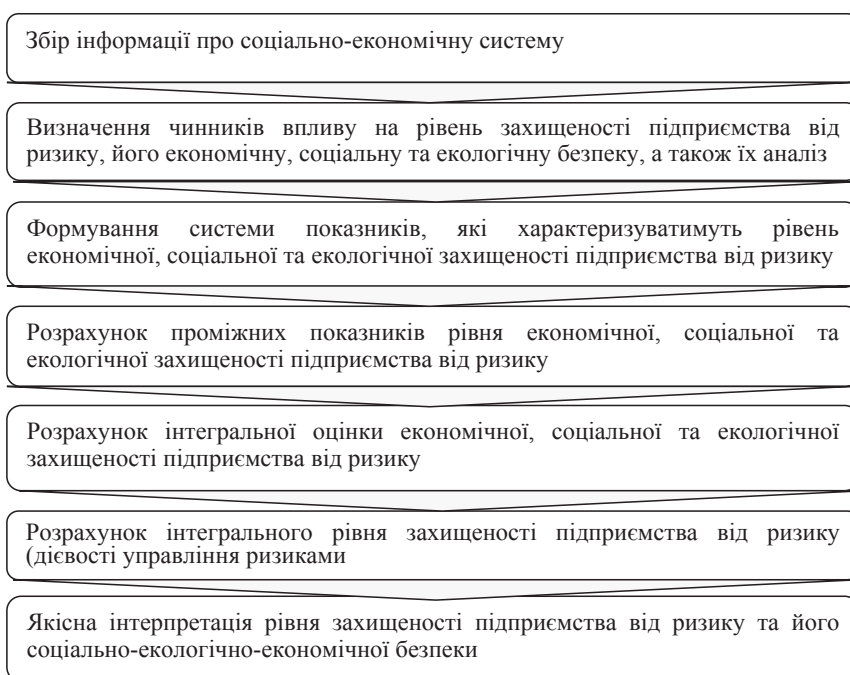 Збір інформації про соціально-економічну систему
Визначення чинників впливу на рівень захищеності підприємства від
ризику, його економічну, соціальну та екологічну безпеку, а також їх аналіз
Формування системи показників, які характеризуватимуть рівень
економічної, соціальної та екологічної захищеності підприємства від ризику
Розрахунок проміжних показників рівня економічної, соціальної та
екологічної захищеності підприємства від ризику
Розрахунок інтегральної оцінки економічної, соціальної та екологічної
захищеності підприємства від ризику
Розрахунок інтегрального рівня захищеності підприємства від ризику
(дієвості управління ризиками
Якісна інтерпретація рівня захищеності підприємства від ризику та його
соціально-екологічно-економічної безпеки